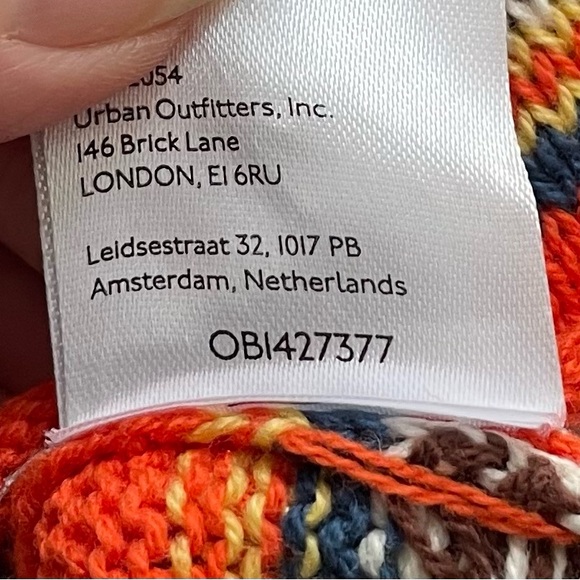 Urban Outfitters, Inc.
146 Brick Lane
LONDON, E1 6RU
Leidsestraat 32, 1017 PB
Amsterdam, Netherlands
OB1427377